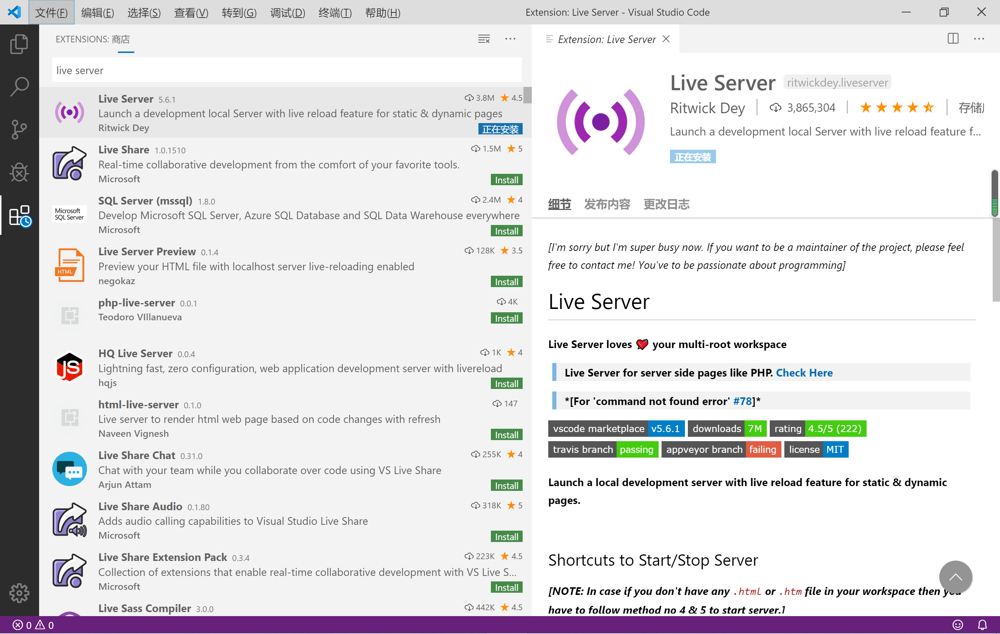 文件(F) 编辑(E) 选择(S) 查看(V) 转到(G) 调试(D) 终端(T) 帮助(H) Extension: Live Server - Visual Studio Code
EXTENSIONS: 商店
live server
Live Server 5.6.1 3.8M 4.5
Launch a development local Server with live reload feature for static & dynamic pages
Ritwick Dey 正在安装
Live Share 1.0.1510 1.5M 5
Real-time collaborative development from the comfort of your favorite tools.
Microsoft Install
Microsoft
SQL Server
SQL Server (mssql) 1.8.0 2.4M 4
Develop Microsoft SQL Server, Azure SQL Database and SQL Data Warehouse everywhere
Microsoft Install
HTML
Live Server Preview 0.1.4 128K 3.5
Preview your HTML file with localhost server live-reloading enabled
negokaz Install
php-live-server 0.0.1 4K
Teodoro VIllanueva Install
JS
HQ Live Server 0.0.4 1K 4
Lightning fast, zero configuration, web application development server with livereload
hqjs Install
html-live-server 0.1.0 147
Live server to render html web page based on code changes with refresh
Naveen Vignesh Install
Live Share Chat 0.31.0 255K 4
Chat with your team while you collaborate over code using VS Live Share
Arjun Attam Install
Live Share Audio 0.1.80 318K 5
Adds audio calling capabilities to Visual Studio Live Share
Microsoft Install
Live Share Extension Pack 0.3.4 223K 4.5
Collection of extensions that enable real-time collaborative development with VS Live S...
Microsoft Install
Live Sass Compiler 3.0.0 442K 4.5
0 0
Extension: Live Server
Live Server ritwickdey.liveserver
Ritwick Dey 3,865,304 存储
Launch a development local Server with live reload feature f...
正在安装
细节 发布内容 更改日志
[I'm sorry but I'm super busy now. If you want to be a maintainer of the project, please feel
free to contact me! You've to be passionate about programming]
Live Server
Live Server loves 💘 your multi-root workspace
Live Server for server side pages like PHP. Check Here
*[For 'command not found error' #78]*
vscode marketplace v5.6.1 downloads 7M rating 4.5/5 (222)
travis branch passing appveyor branch failing license MIT
Launch a local development server with live reload feature for static & dynamic
pages.
Shortcuts to Start/Stop Server
[NOTE: In case if you don't have any .html or .htm file in your workspace then you
have to follow method no 4 & 5 to start server.]